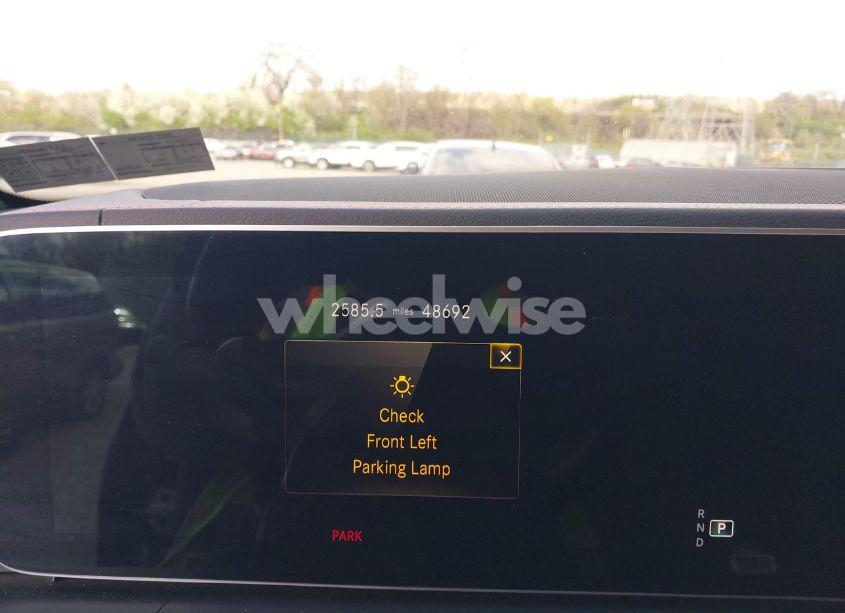 wheelwise
2585.5 miles 48692
Check
Front Left
Parking Lamp
PARK
R
N P
D